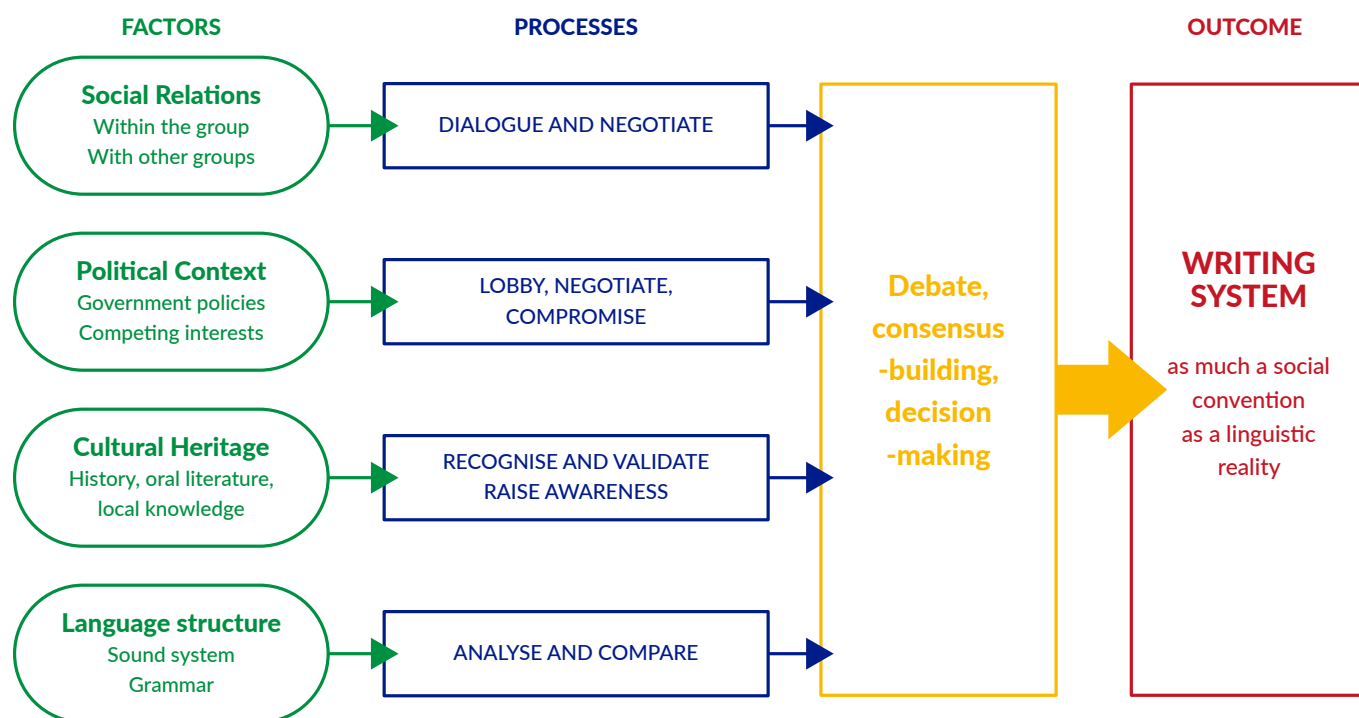 FACTORS
PROCESSES
OUTCOME
Social Relations
Within the group
With other groups
DIALOGUE AND NEGOTIATE
Political Context
Government policies
Competing interests
LOBBY, NEGOTIATE,
COMPROMISE
Cultural Heritage
History, oral literature,
local knowledge
RECOGNISE AND VALIDATE
RAISE AWARENESS
Language structure
Sound system
Grammar
ANALYSE AND COMPARE
Debate,
consensus
-building,
decision
-making
WRITING
SYSTEM
as much a social
convention
as a linguistic
reality